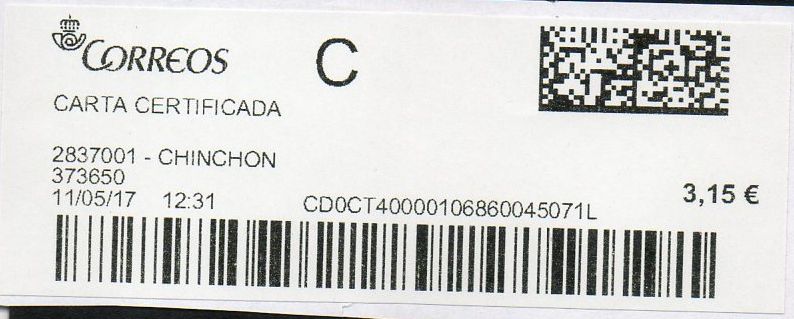 CORREOS
C
CARTA CERTIFICADA
2837001 - CHINCHON
373650
11/05/17 12:31
CD0CT40000106860045071L
3,15 €